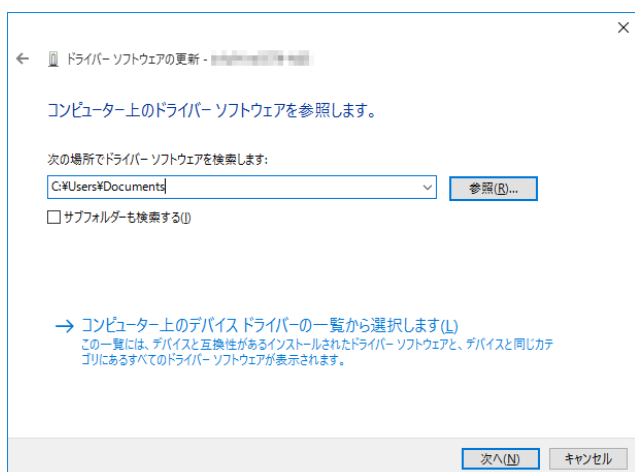 ドライバー ソフトウェアの更新 -
コンピューター上のドライバー ソフトウェアを参照します。
次の場所でドライバー ソフトウェアを検索します:
C:¥Users¥Documents
参照(R)...
サブフォルダーも検索する(I)
→ コンピューター上のデバイス ドライバーの一覧から選択します(L)
この一覧には、デバイスと互換性があるインストールされたドライバー ソフトウェアと、デバイスと同じカテ
ゴリにあるすべてのドライバー ソフトウェアが表示されます。
次へ(N)
キャンセル